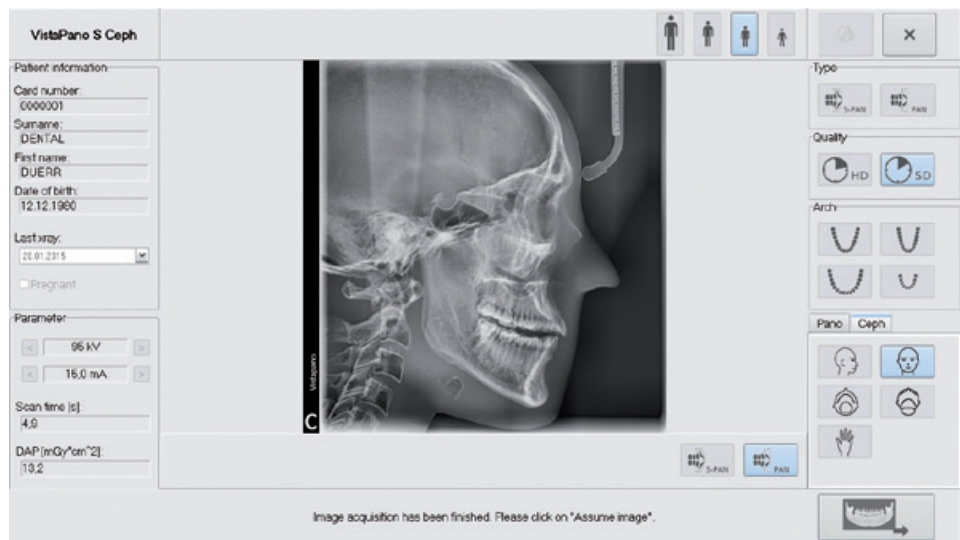 VistaPano S Ceph
×
Patient information
Card number:
0000001
Surname:
DENTAL
First name:
DUERR
Date of birth:
12.12.1980
Last xray:
20.01.2315
Pregnant
Parameter
< 95 kV >
< 15,0 mA >
Scan time [s]:
4,9
DAP [mGy*cm^2]:
13,2
Vistapano
C
S-PAN PAN
Type
S-PAN PAN
Quality
HD SD
Arch
Pano Ceph
Image acquisition has been finished. Please click on "Assume image".